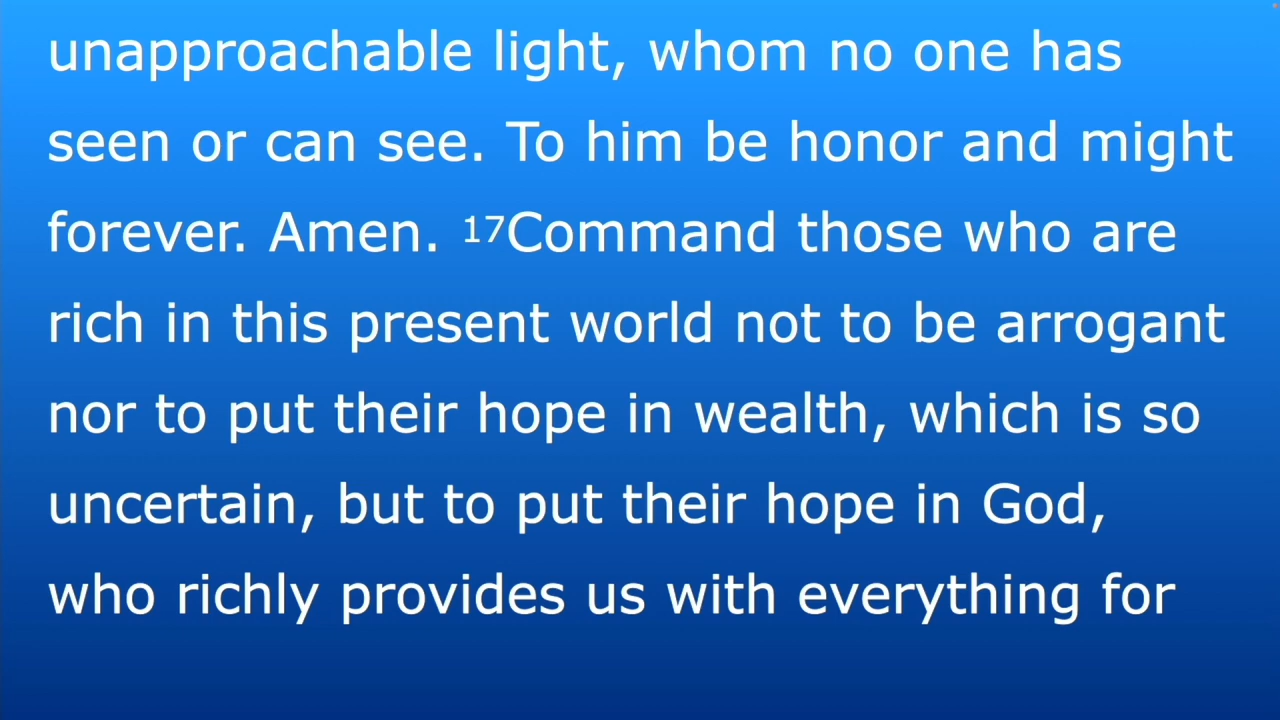 unapproachable light, whom no one has
seen or can see. To him be honor and might
forever. Amen. 17Command those who are
rich in this present world not to be arrogant
nor to put their hope in wealth, which is so
uncertain, but to put their hope in God,
who richly provides us with everything for